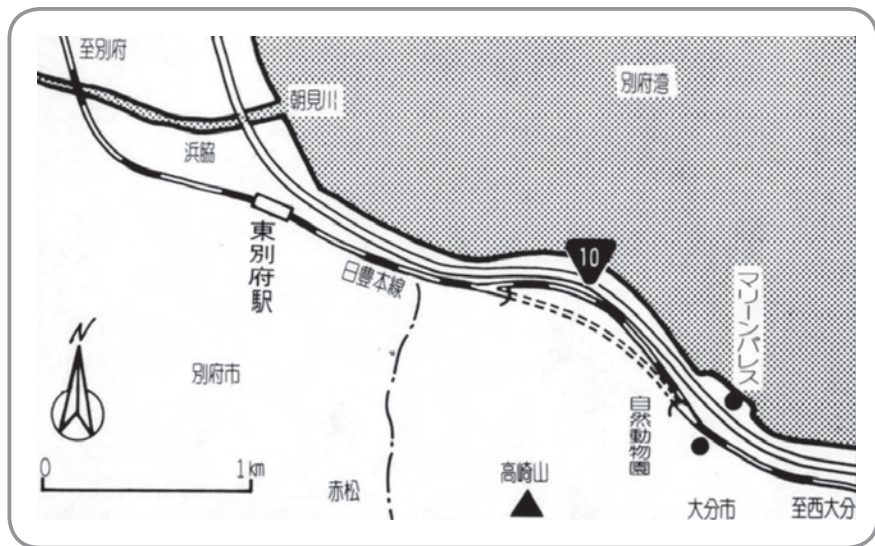 至別府
朝見川
別府湾
浜脇
東別府駅
日豊本線
10
マリーンパレス
N
別府市
自然動物園
0
1km
赤松
高崎山
大分市
至西大分